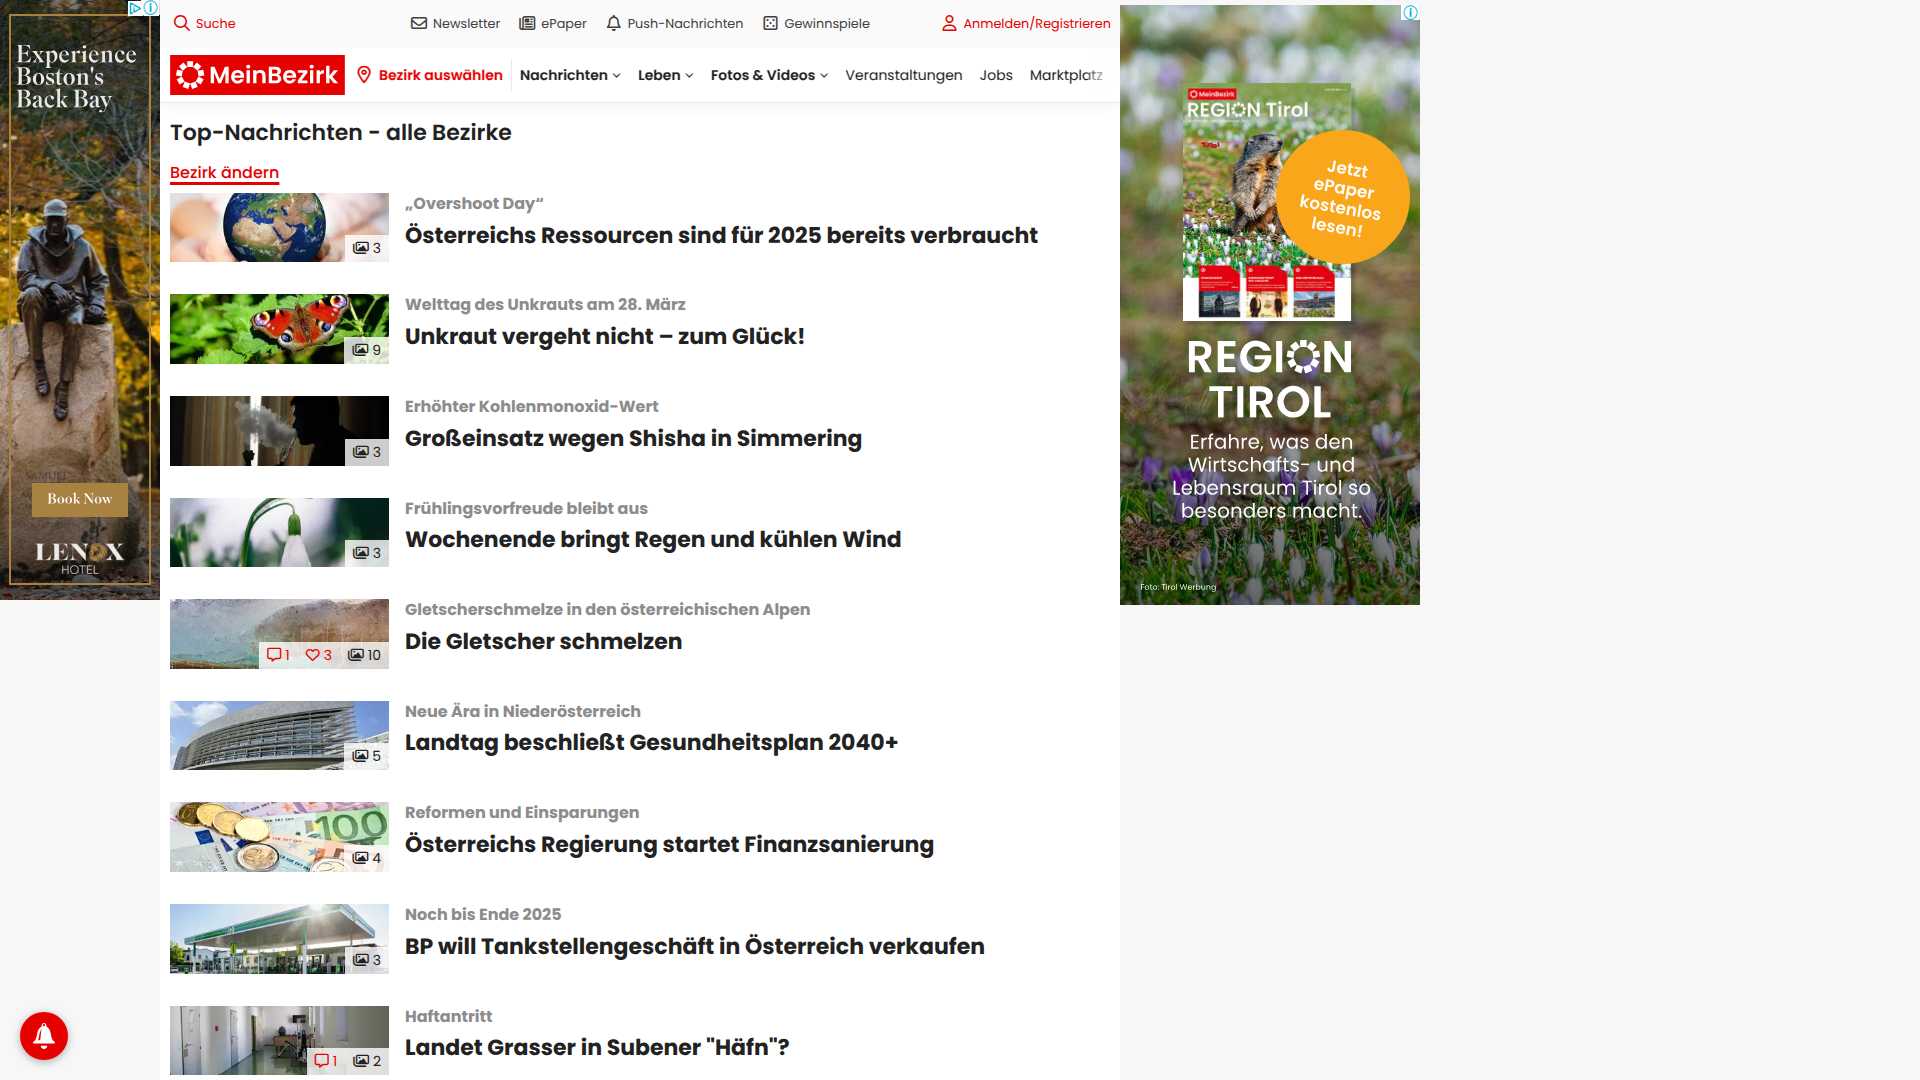 Experience
Boston's
Back Bay
Book Now
LENOX
HOTEL
Suche
Newsletter
ePaper
Push-Nachrichten
Gewinnspiele
Anmelden/Registrieren
MeinBezirk
Bezirk auswählen
Nachrichten
Leben
Fotos & Videos
Veranstaltungen
Jobs
Marktplatz
Top-Nachrichten - alle Bezirke
Bezirk ändern
3
„Overshoot Day“
Österreichs Ressourcen sind für 2025 bereits verbraucht
9
Welttag des Unkrauts am 28. März
Unkraut vergeht nicht – zum Glück!
3
Erhöhter Kohlenmonoxid-Wert
Großeinsatz wegen Shisha in Simmering
3
Frühlingsvorfreude bleibt aus
Wochenende bringt Regen und kühlen Wind
1 3 10
Gletscherschmelze in den österreichischen Alpen
Die Gletscher schmelzen
5
Neue Ära in Niederösterreich
Landtag beschließt Gesundheitsplan 2040+
100
4
Reformen und Einsparungen
Österreichs Regierung startet Finanzsanierung
3
Noch bis Ende 2025
BP will Tankstellengeschäft in Österreich verkaufen
1 2
Haftantritt
Landet Grasser in Subener "Häfn"?
MeinBezirk
REGION Tirol
Jetzt
ePaper
kostenlos
lesen!
REGION
TIROL
Erfahre, was den
Wirtschafts- und
Lebensraum Tirol so
besonders macht.
Foto: Tirol Werbung